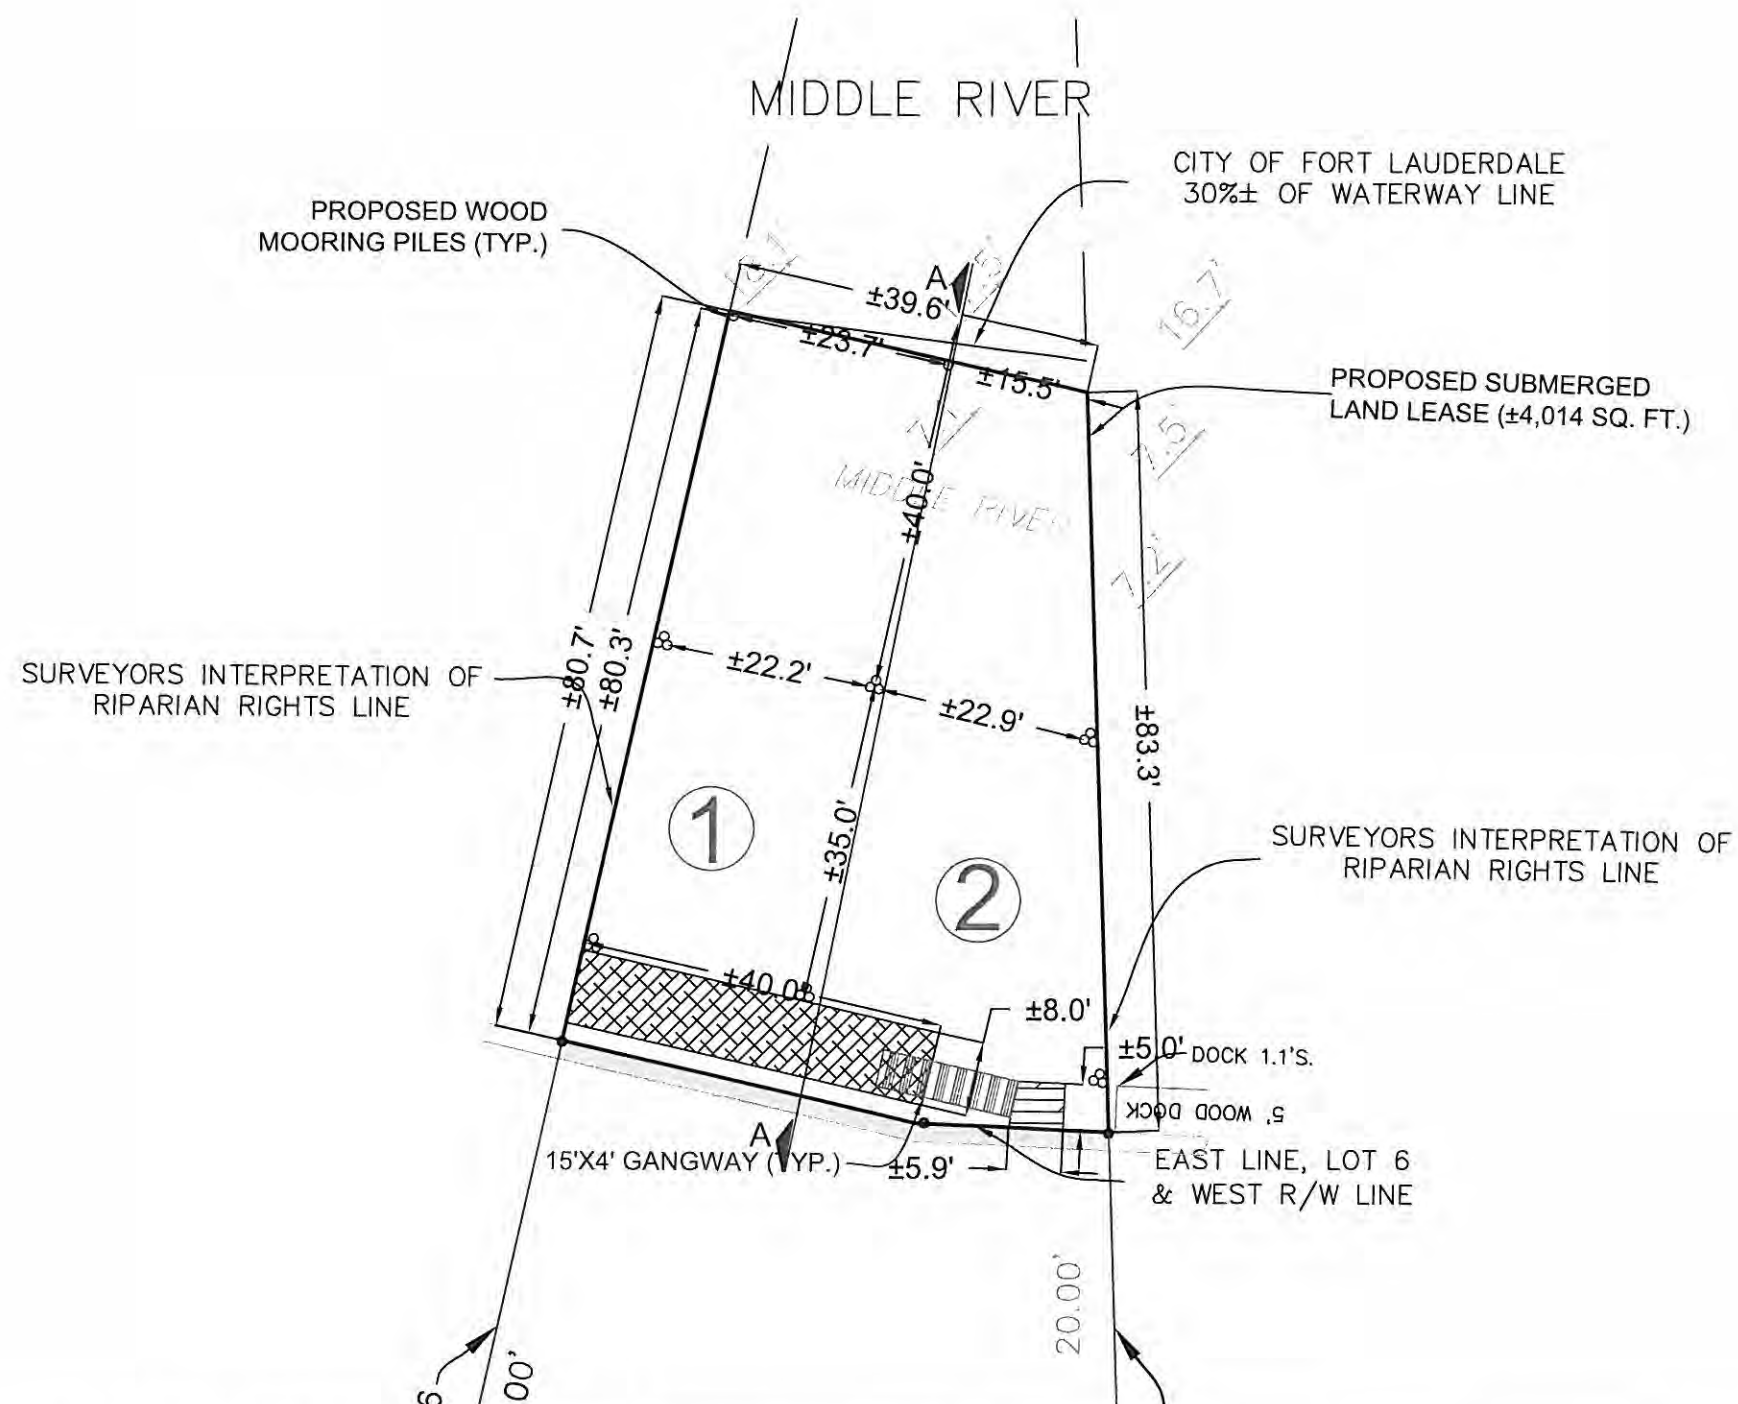 MIDDLE RIVER
CITY OF FORT LAUDERDALE
30%± OF WATERWAY LINE
PROPOSED WOOD
MOORING PILES (TYP.)
A
±39.6'
16.7'
±23.7'
±15.5'
PROPOSED SUBMERGED
LAND LEASE (±4,014 SQ. FT.)
7.1'
7.5'
MIDDLE RIVER
±40.0'
7.2'
±80.7'
±80.3'
±22.2'
SURVEYORS INTERPRETATION OF
RIPARIAN RIGHTS LINE
±22.9'
±83.3'
1
±35.0'
SURVEYORS INTERPRETATION OF
RIPARIAN RIGHTS LINE
2
±40.0'
±8.0'
±5.0'
DOCK 1.1'S.
5' WOOD DOCK
A
15'X4' GANGWAY (TYP.)
±5.9'
EAST LINE, LOT 6
& WEST R/W LINE
20.00'
00'
6